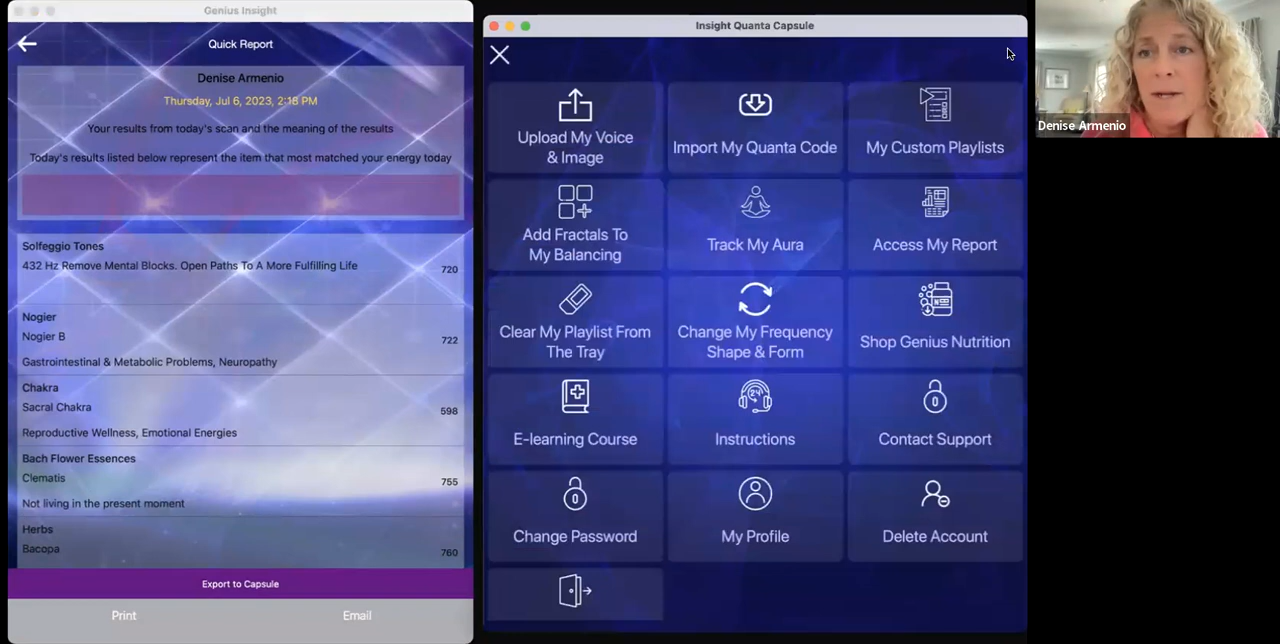 Genius Insight
Quick Report
Denise Armenio
Thursday, Jul 6, 2023, 2:18 PM
Your results from today's scan and the meaning of the results
Today's results listed below represent the item that most matched your energy today
Solfeggio Tones
432 Hz Remove Mental Blocks. Open Paths To A More Fulfilling Life
720
Nogier
Nogier B
722
Gastrointestinal & Metabolic Problems, Neuropathy
Chakra
Sacral Chakra
598
Reproductive Wellness, Emotional Energies
Bach Flower Essences
Clematis
755
Not living in the present moment
Herbs
Bacopa
760
Export to Capsule
Print
Email
Insight Quanta Capsule
Upload My Voice
& Image
Import My Quanta Code
My Custom Playlists
Add Fractals To
My Balancing
Track My Aura
Access My Report
Clear My Playlist From
The Tray
Change My Frequency
Shape & Form
Shop Genius Nutrition
E-learning Course
24
Instructions
Contact Support
Change Password
My Profile
Delete Account
Denise Armenio